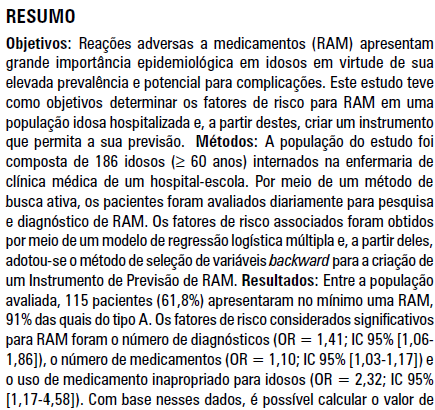 RESUMO
Objetivos: Reações adversas a medicamentos (RAM) apresentam
grande importância epidemiológica em idosos em virtude de sua
elevada prevalência e potencial para complicações. Este estudo teve
como objetivos determinar os fatores de risco para RAM em uma
população idosa hospitalizada e, a partir destes, criar um instrumento
que permita a sua previsão. Métodos: A população do estudo foi
composta de 186 idosos (≥ 60 anos) internados na enfermaria de
clínica médica de um hospital-escola. Por meio de um método de
busca ativa, os pacientes foram avaliados diariamente para pesquisa
e diagnóstico de RAM. Os fatores de risco associados foram obtidos
por meio de um modelo de regressão logística múltipla e, a partir deles,
adotou-se o método de seleção de variáveis backward para a criação de
um Instrumento de Previsão de RAM. Resultados: Entre a população
avaliada, 115 pacientes (61,8%) apresentaram no mínimo uma RAM,
91% das quais do tipo A. Os fatores de risco considerados significativos
para RAM foram o número de diagnósticos (OR = 1,41; IC 95% [1,06-
1,86]), o número de medicamentos (OR = 1,10; IC 95% [1,03-1,17]) e
o uso de medicamento inapropriado para idosos (OR = 2,32; IC 95%
[1,17-4,58]). Com base nesses dados, é possível calcular o valor de